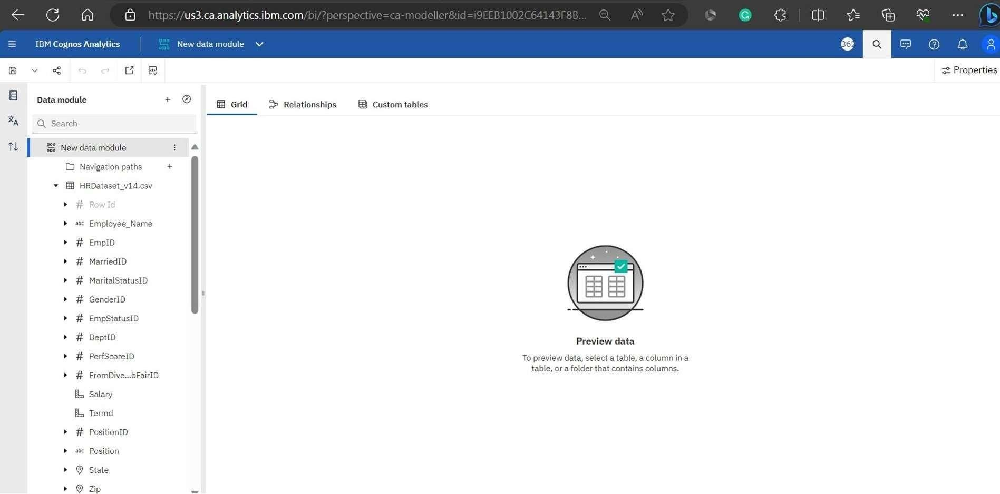 https://us3.ca.analytics.ibm.com/bi/?perspective=ca-modeller&id=i9EEB1002C64143F8B...
IBM Cognos Analytics
New data module
362
Properties
Data module
Grid
Relationships
Custom tables
Search
New data module
Navigation paths
HRDataset_v14.csv
# Row Id
abc Employee_Name
# EmpID
# MarriedID
# MaritalStatusID
# GenderID
# EmpStatusID
# DeptID
# PerfScoreID
# FromDive...bFairID
Salary
Termd
# PositionID
abc Position
State
Zip
Preview data
To preview data, select a table, a column in a
table, or a folder that contains columns.